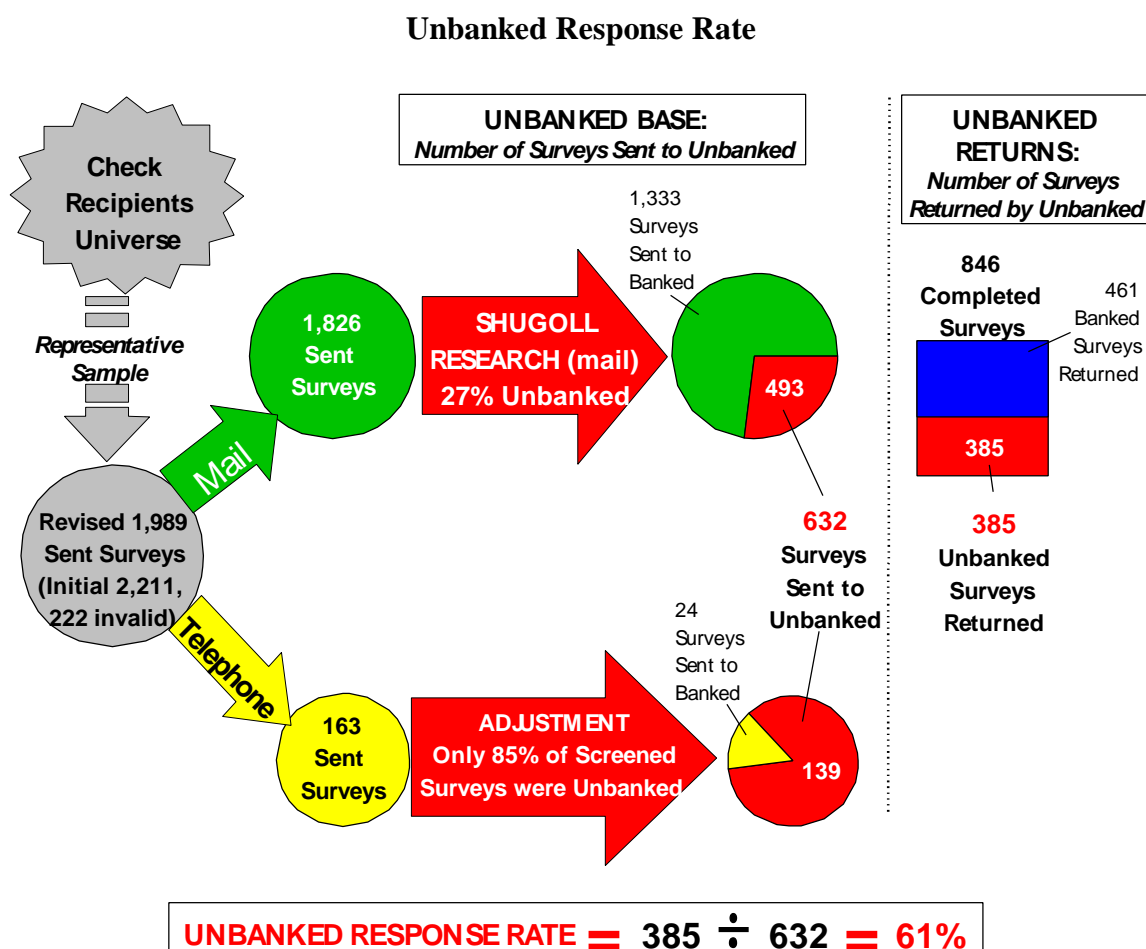 Unbanked Response Rate
Check
Recipients
Universe
Representative
Sample
Revised 1,989
Sent Surveys
(Initial 2,211,
222 invalid)
Mail
Telephone
1,826
Sent
Surveys
163
Sent
Surveys
SHUGOLL
RESEARCH (mail)
27% Unbanked
ADJUSTMENT
Only 85% of Screened
Surveys were Unbanked
UNBANKED BASE:
Number of Surveys Sent to Unbanked
1,333
Surveys
Sent to
Banked
493
632
Surveys
Sent to
Unbanked
24
Surveys
Sent to
Banked
139
UNBANKED
RETURNS:
Number of Surveys
Returned by Unbanked
846
Completed
Surveys
461
Banked
Surveys
Returned
385
385
Unbanked
Surveys
Returned
UNBANKED RESPONSE RATE = 385 ÷ 632 = 61%